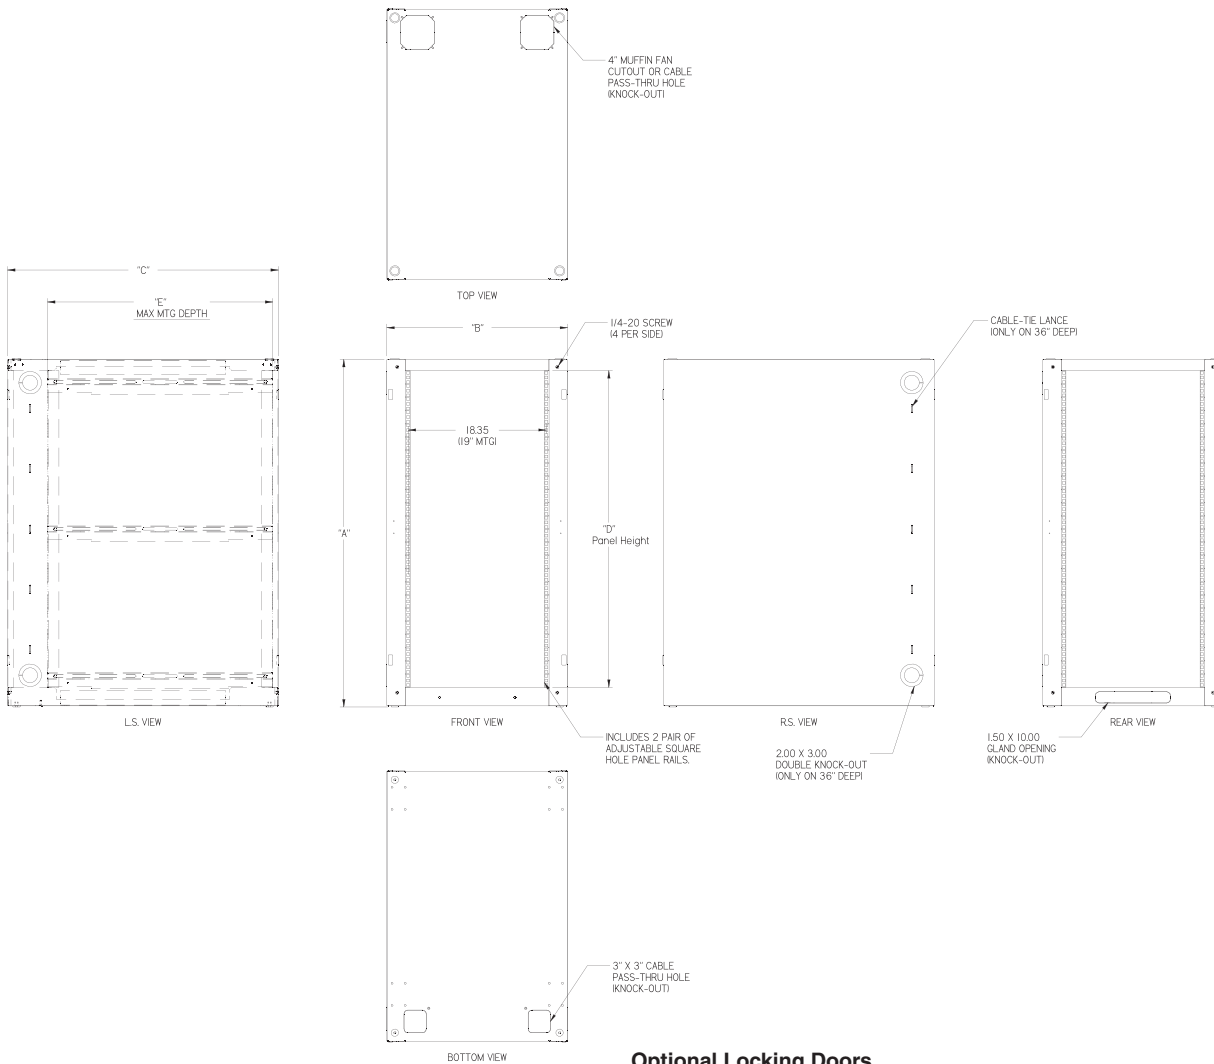 4" MUFFIN FAN
CUTOUT OR CABLE
PASS-THRU HOLE
(KNOCK-OUT)
TOP VIEW
"C"
"E"
MAX MTG DEPTH
"B"
1/4-20 SCREW
(4 PER SIDE)
CABLE-TIE LANCE
(ONLY ON 36" DEEP)
18.35
(19" MTG)
"A"
"D"
Panel Height
L.S. VIEW
FRONT VIEW
R.S. VIEW
REAR VIEW
INCLUDES 2 PAIR OF
ADJUSTABLE SQUARE
HOLE PANEL RAILS.
2.00 X 3.00
DOUBLE KNOCK-OUT
(ONLY ON 36" DEEP)
1.50 X 10.00
GLAND OPENING
(KNOCK-OUT)
3" X 3" CABLE
PASS-THRU HOLE
(KNOCK-OUT)
BOTTOM VIEW
Optional Locking Doors